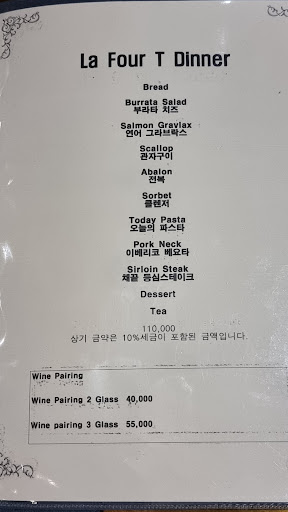 La Four T Dinner
Bread
Burrata Salad
부라타 치즈
Salmon Gravlax
연어 그라브락스
Scallop
관자구이
Abalon
전복
Sorbet
클렌저
Today Pasta
오늘의 파스타
Pork Neck
이베리코 베요타
Sirloin Steak
채끝 등심스테이크
Dessert
Tea
110,000
상기 금약은 10%세금이 포함된 금액입니다.
Wine Pairing
Wine Pairing 2 Glass 40,000
Wine pairing 3 Glass 55,000